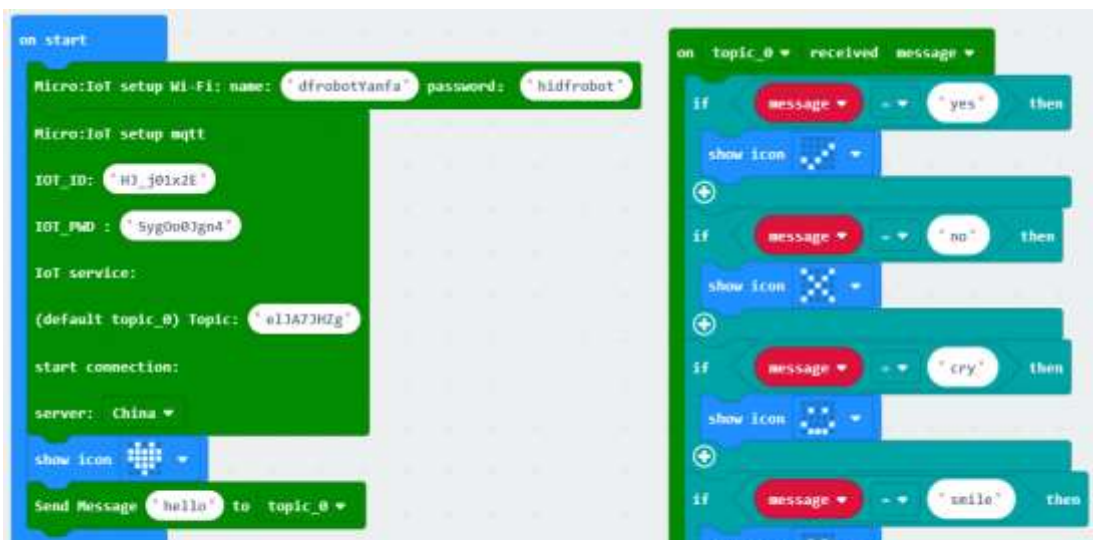 on start
Micro:IoT setup Wi-Fi: name: "dfrobotYanfa" password: "hidfrobot"
Micro:IoT setup mqtt
IOT_ID: "HJ_j01x2E"
IOT_PWD : "5ygOo0Jgn4"
IoT service:
(default topic_0) Topic: "elJA7JHZg"
start connection:
server: China
show icon
Send Message "hello" to topic_0
on topic_0 received message
if message = "yes" then
show icon
if message = "no" then
show icon
if message = "cry" then
show icon
if message = "smile" then